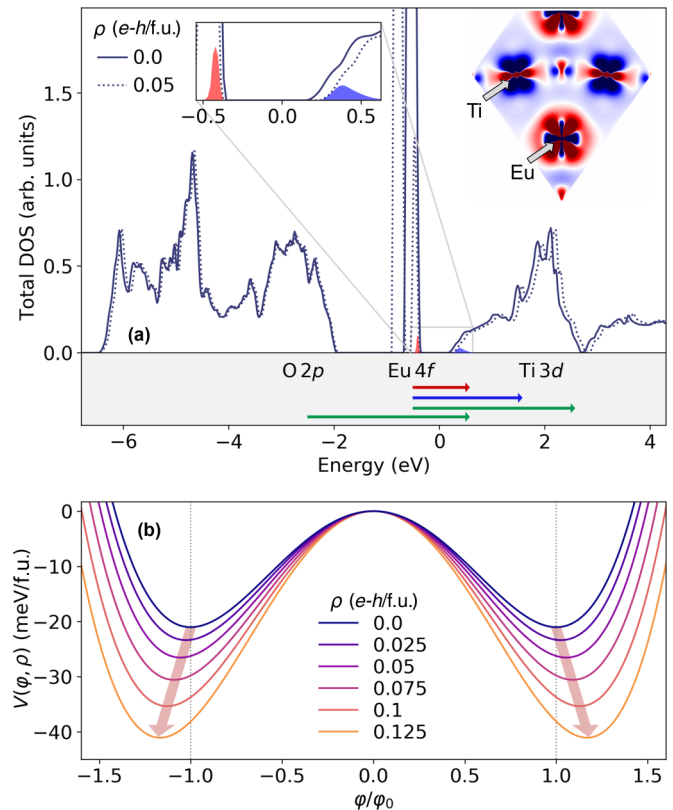 ρ (e-h/f.u.)
0.0
0.05
−0.5 0.0 0.5
Ti
Eu
Total DOS (arb. units)
1.5
1.0
0.5
0.0
(a)
O 2p Eu 4f Ti 3d
−6 −4 −2 0 2 4
Energy (eV)
V(φ, ρ) (meV/f.u.)
0
−10
−20
−30
−40
(b)
ρ (e-h/f.u.)
0.0
0.025
0.05
0.075
0.1
0.125
−1.5 −1.0 −0.5 0.0 0.5 1.0 1.5
φ/φ₀